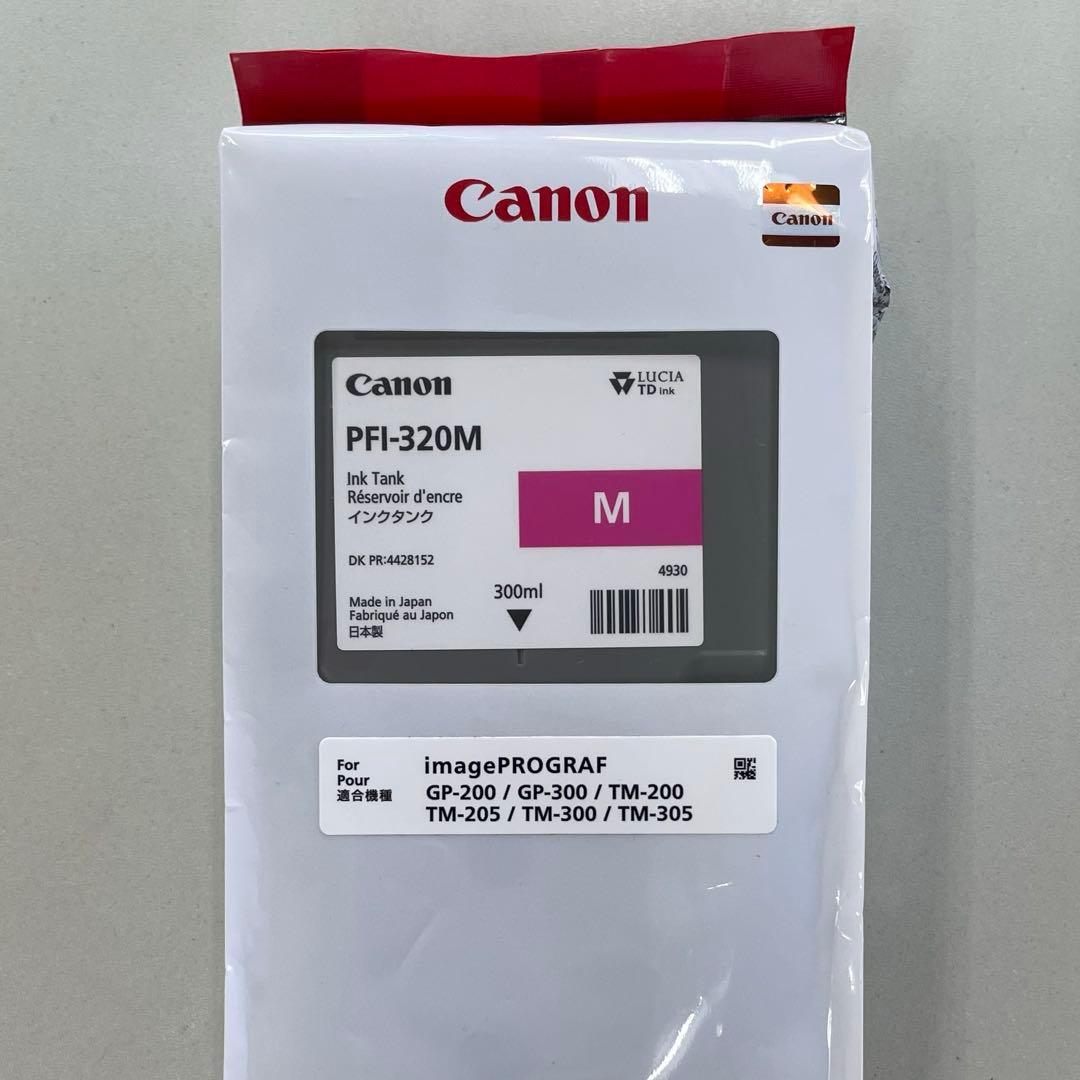 Canon
Canon
Canon
LUCIA
TD ink
PFI-320M
Ink Tank
Réservoir d'encre
インクタンク
M
DK PR:4428152
4930
300ml
Made in Japan
Fabriqué au Japon
日本製
For
Pour
適合機種
imagePROGRAF
GP-200 / GP-300 / TM-200
TM-205 / TM-300 / TM-305